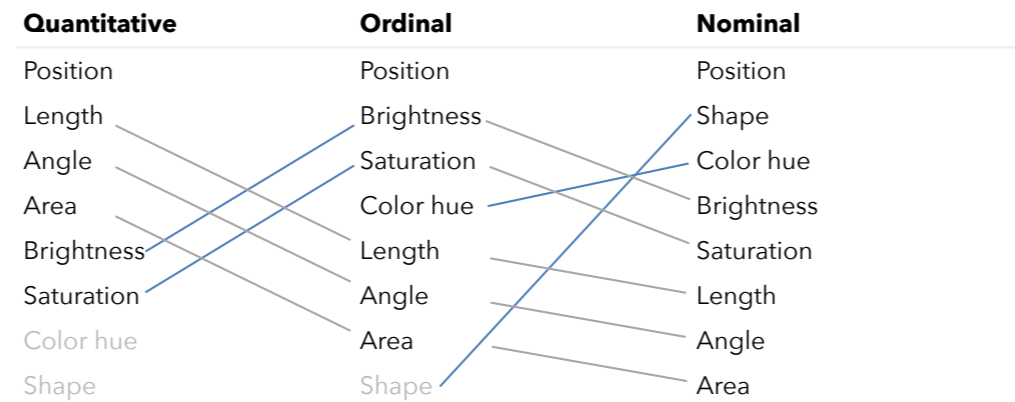 Quantitative Ordinal Nominal
Position Position Position
Length Brightness Shape
Angle Saturation Color hue
Area Color hue Brightness
Brightness Length Saturation
Saturation Angle Length
Color hue Area Angle
Shape Shape Area